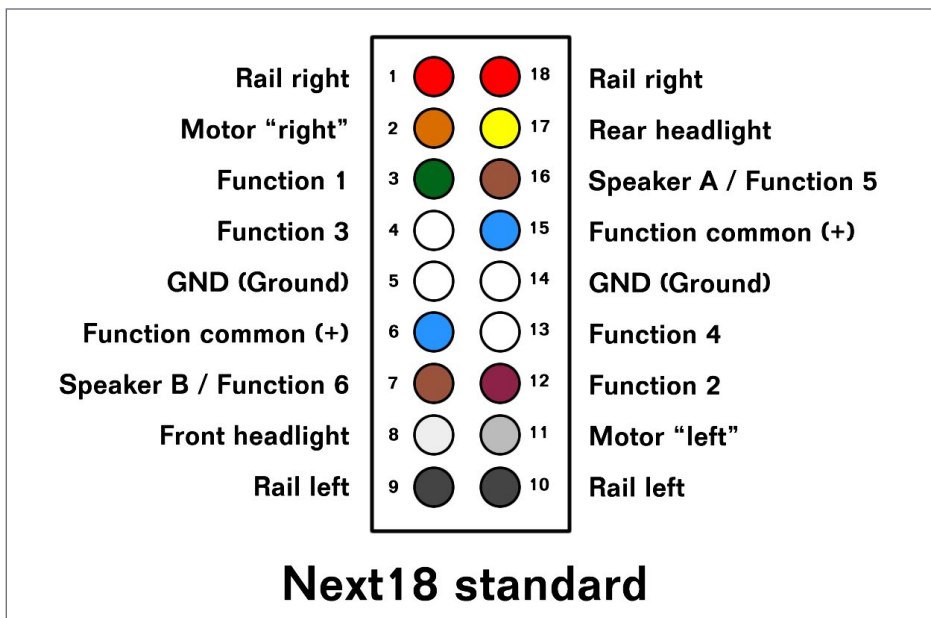 Rail right 1 18 Rail right
Motor “right” 2 17 Rear headlight
Function 1 3 16 Speaker A / Function 5
Function 3 4 15 Function common (+)
GND (Ground) 5 14 GND (Ground)
Function common (+) 6 13 Function 4
Speaker B / Function 6 7 12 Function 2
Front headlight 8 11 Motor “left”
Rail left 9 10 Rail left
Next18 standard